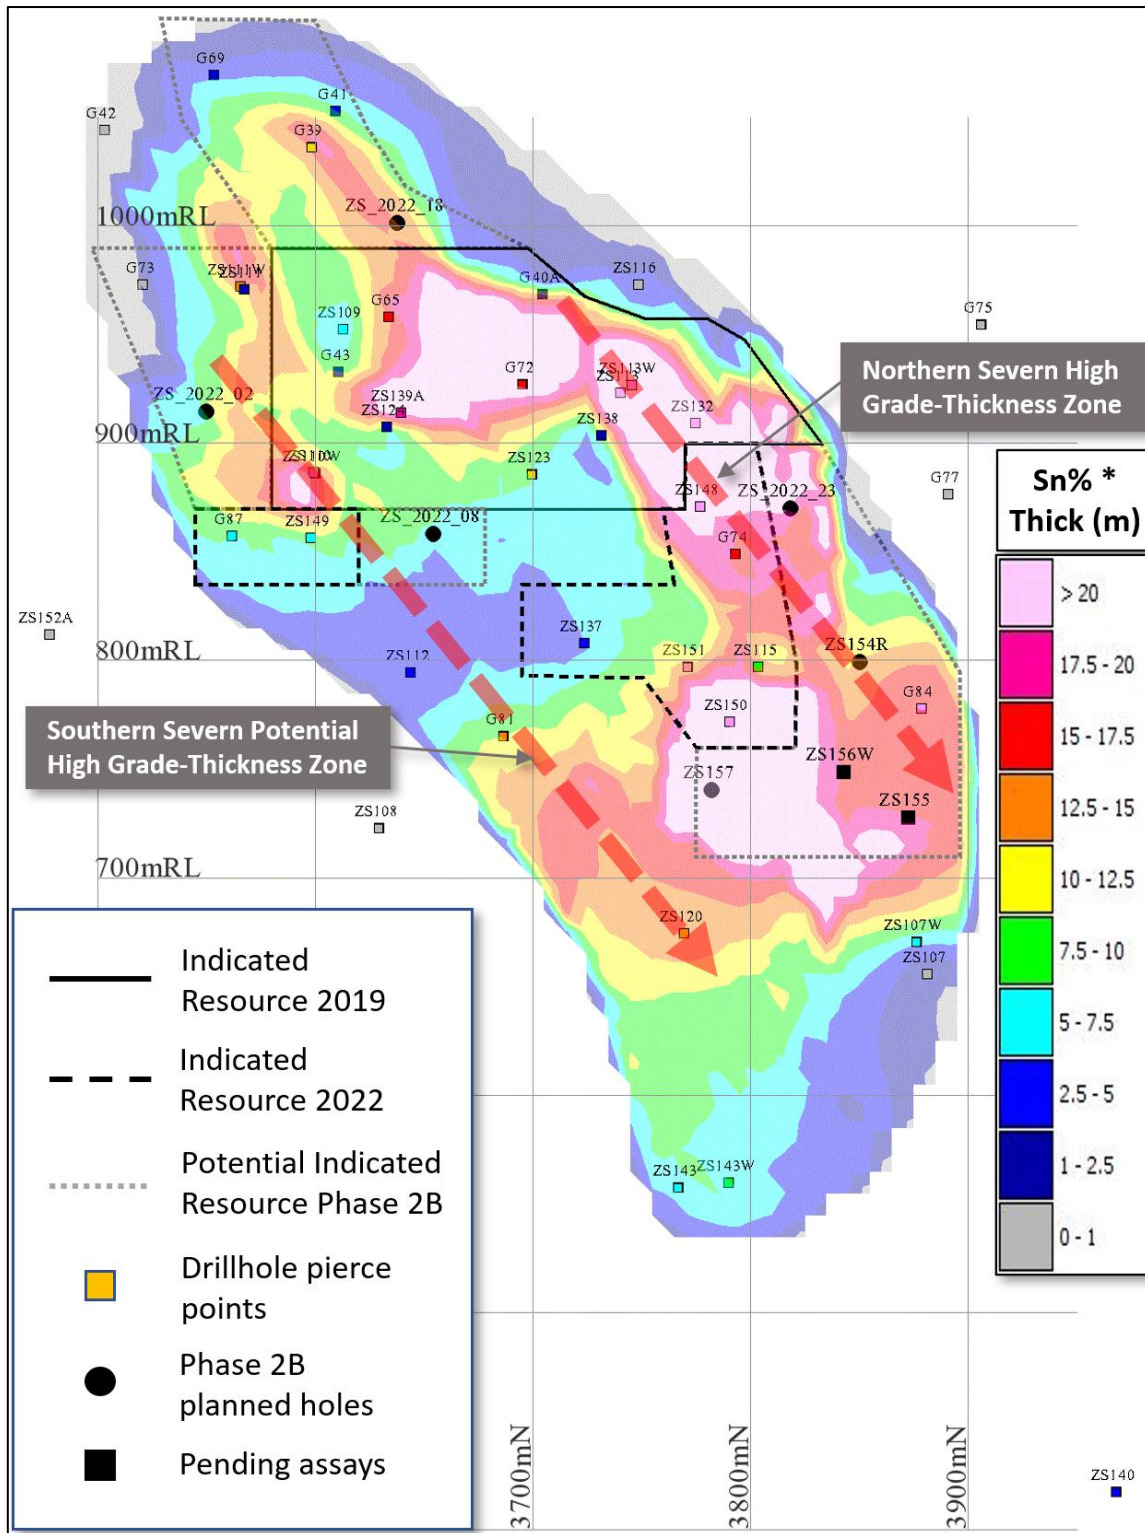 G69
G41
G42
G39
ZS_2022_18
1000mRL
G73
ZS111W
ZS111
G40A
ZS116
G75
ZS109
G65
G43
G72
ZS113W
ZS113
Northern Severn High
Grade-Thickness Zone
ZS_2022_02
ZS139A
ZS124
ZS138
ZS132
900mRL
ZS110W
ZS123
G77
Sn% *
Thick (m)
ZS148
ZS_2022_23
G87
ZS149
ZS_2022_08
G74
> 20
ZS152A
ZS137
17.5 - 20
800mRL
ZS112
ZS151
ZS115
ZS154R
15 - 17.5
G84
Southern Severn Potential
High Grade-Thickness Zone
G81
ZS150
ZS156W
12.5 - 15
ZS157
ZS155
ZS108
10 - 12.5
700mRL
ZS120
ZS107W
7.5 - 10
ZS107
Indicated
Resource 2019
5 - 7.5
Indicated
Resource 2022
2.5 - 5
1 - 2.5
Potential Indicated
Resource Phase 2B
ZS143
ZS143W
0 - 1
Drillhole pierce
points
Phase 2B
planned holes
Pending assays
3700mN
3800mN
3900mN
ZS140